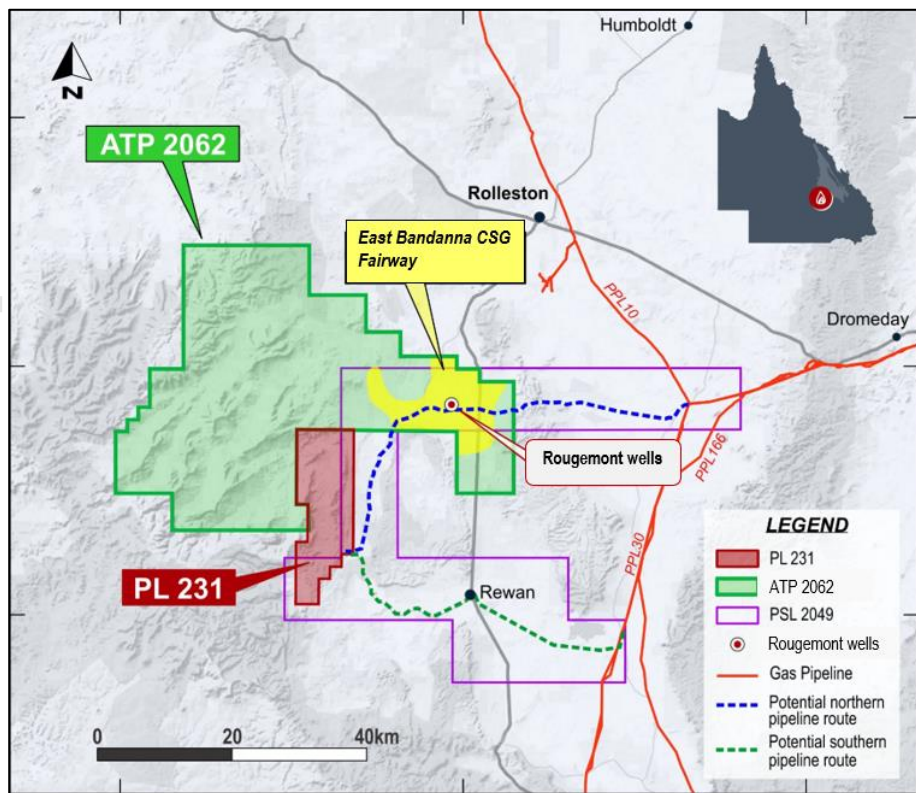 Humboldt
N
ATP 2062
Rolleston
East Bandanna CSG
Fairway
PPL10
Dromeday
Rougemont wells
PPL166
PPL30
PL 231
Rewan
LEGEND
PL 231
ATP 2062
PSL 2049
Rougemont wells
Gas Pipeline
Potential northern
pipeline route
Potential southern
pipeline route
0 20 40km